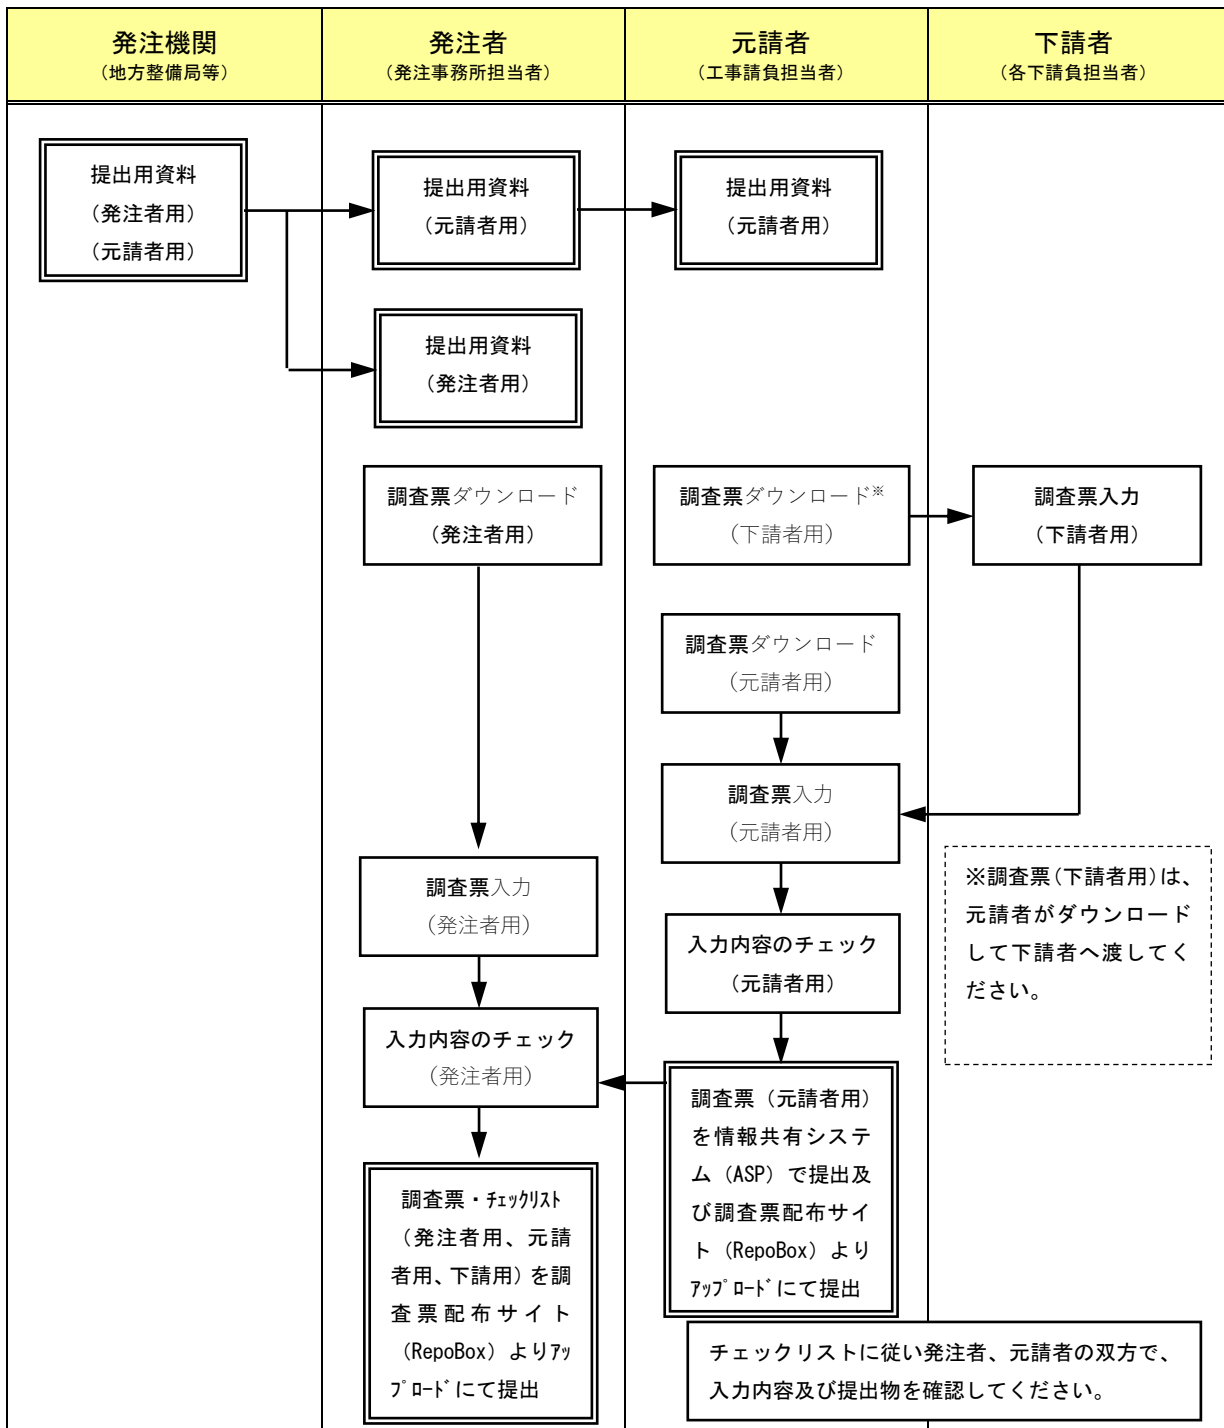 発注機関
（地方整備局等）
発注者
（発注事務所担当者）
元請者
（工事請負担当者）
下請者
（各下請負担当者）
提出用資料
（発注者用）
（元請者用）
提出用資料
（元請者用）
提出用資料
（元請者用）
提出用資料
（発注者用）
調査票ダウンロード
（発注者用）
調査票ダウンロード※
（下請者用）
調査票入力
（下請者用）
調査票ダウンロード
（元請者用）
調査票入力
（元請者用）
調査票入力
（発注者用）
※調査票（下請者用）は、
元請者がダウンロード
して下請者へ渡してく
ださい。
入力内容のチェック
（元請者用）
入力内容のチェック
（発注者用）
調査票（元請者用）
を情報共有システ
ム（ASP）で提出及
び調査票配布サイ
ト（RepoBox）より
ｱｯﾌﾟﾛｰﾄﾞにて提出
調査票・ﾁｪｯｸﾘｽﾄ
（発注者用、元請
者用、下請用）を調
査票配布サイト
（RepoBox）よりｱｯ
ﾌﾟﾛｰﾄﾞにて提出
チェックリストに従い発注者、元請者の双方で、
入力内容及び提出物を確認してください。